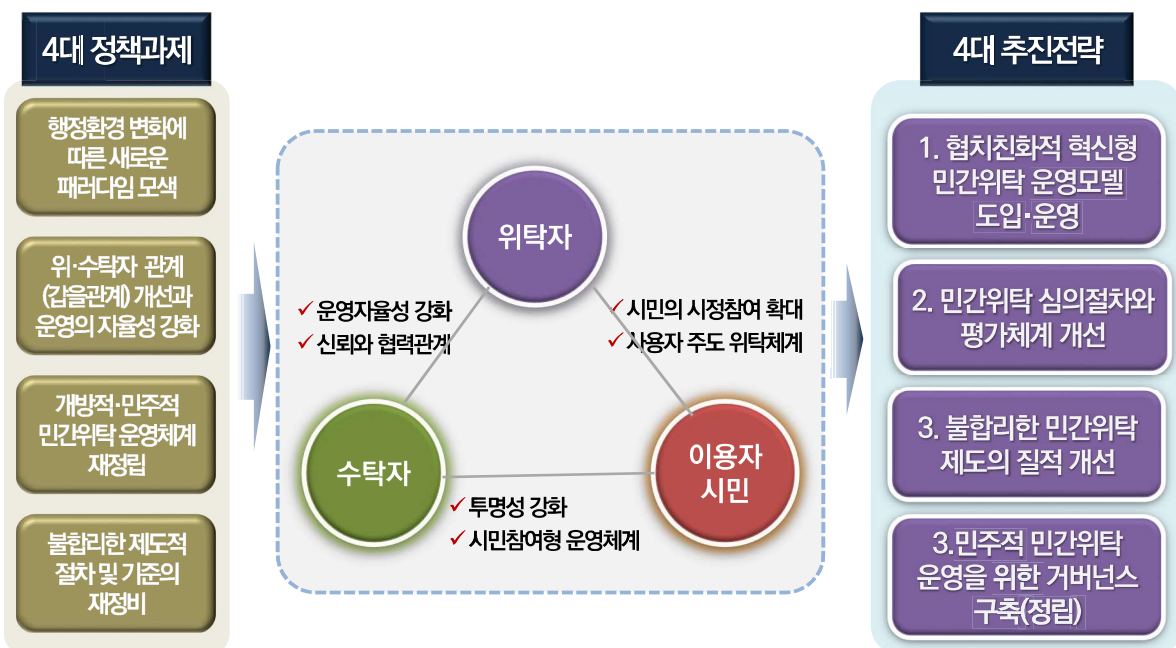 4대 정책과제
행정환경 변화에
따른 새로운
패러다임 모색
위·수탁자 관계
(갑을관계) 개선과
운영의 자율성 강화
개방적·민주적
민간위탁 운영체계
재정립
불합리한 제도적
절차 및 기준의
재정비
위탁자
✓ 운영자율성 강화
✓ 신뢰와 협력관계
✓ 시민의 시정참여 확대
✓ 사용자 주도 위탁체계
수탁자
이용자
시민
✓ 투명성 강화
✓ 시민참여형 운영체계
4대 추진전략
1. 협치친화적 혁신형
민간위탁 운영모델
도입·운영
2. 민간위탁 심의절차와
평가체계 개선
3. 불합리한 민간위탁
제도의 질적 개선
3.민주적 민간위탁
운영을 위한 거버넌스
구축(정립)